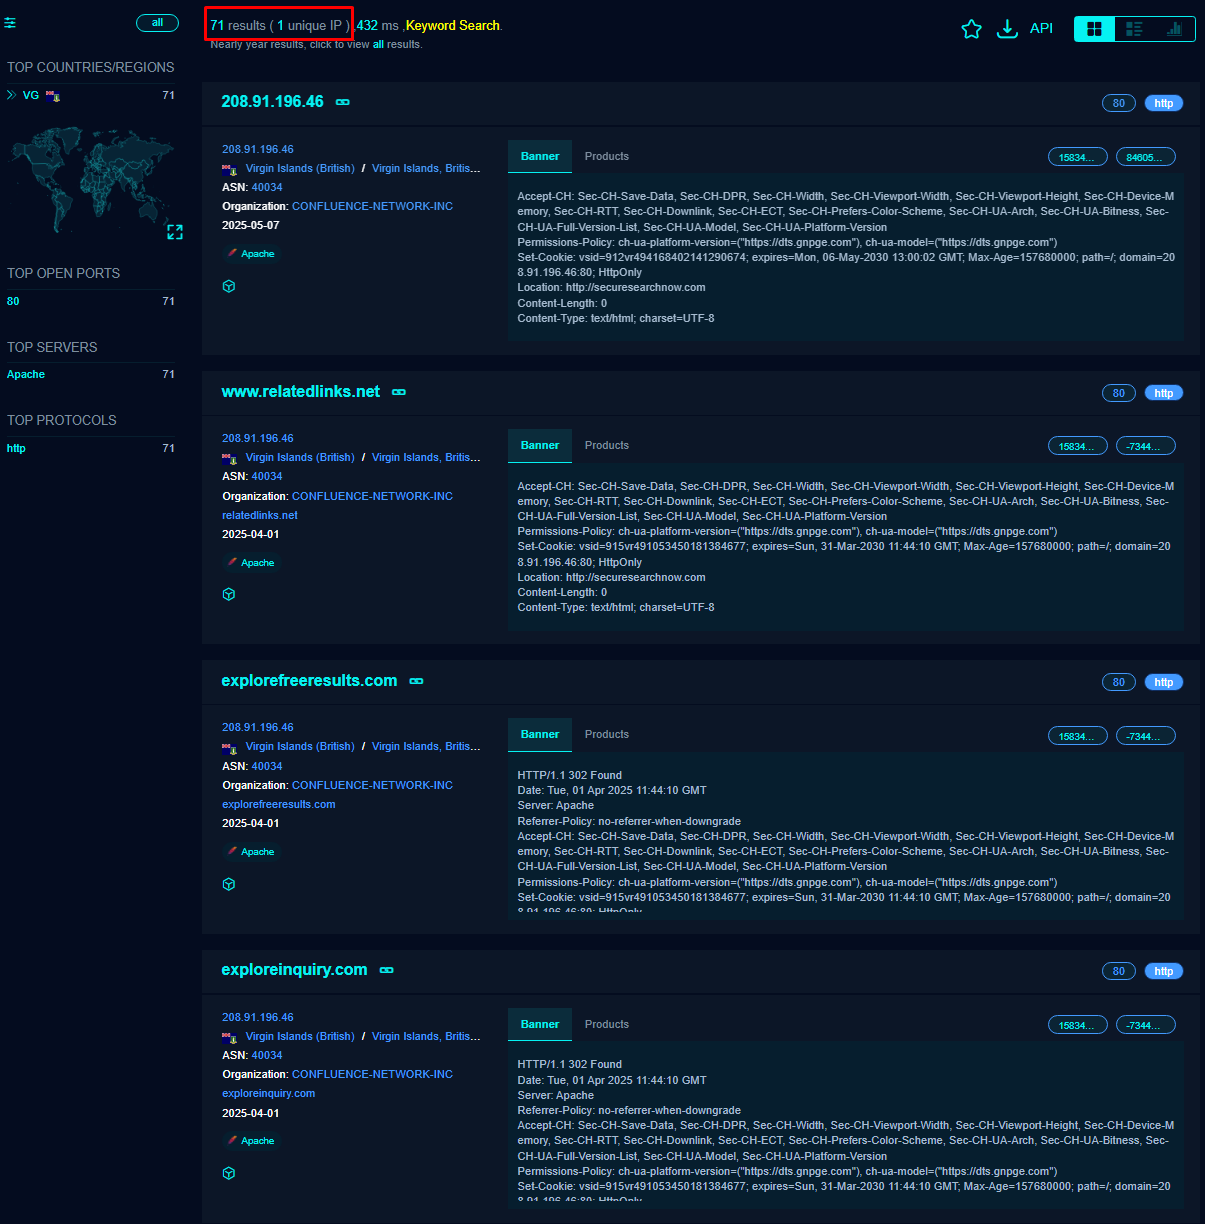 all
71 results ( 1 unique IP ) ,432 ms ,Keyword Search.
Nearly year results, click to view all results.
API
TOP COUNTRIES/REGIONS
VG 71
TOP OPEN PORTS
80 71
TOP SERVERS
Apache 71
TOP PROTOCOLS
http 71
208.91.196.46
80 http
208.91.196.46
Virgin Islands (British) / Virgin Islands, Britis...
ASN: 40034
Organization: CONFLUENCE-NETWORK-INC
2025-05-07
Apache
Banner Products
15834... 84605...
Accept-CH: Sec-CH-Save-Data, Sec-CH-DPR, Sec-CH-Width, Sec-CH-Viewport-Width, Sec-CH-Viewport-Height, Sec-CH-Device-M
emory, Sec-CH-RTT, Sec-CH-Downlink, Sec-CH-ECT, Sec-CH-Prefers-Color-Scheme, Sec-CH-UA-Arch, Sec-CH-UA-Bitness, Sec-
CH-UA-Full-Version-List, Sec-CH-UA-Model, Sec-CH-UA-Platform-Version
Permissions-Policy: ch-ua-platform-version=("https://dts.gnpge.com"), ch-ua-model=("https://dts.gnpge.com")
Set-Cookie: vsid=912vr494168402141290674; expires=Mon, 06-May-2030 13:00:02 GMT; Max-Age=157680000; path=/; domain=20
8.91.196.46:80; HttpOnly
Location: http://securesearchnow.com
Content-Length: 0
Content-Type: text/html; charset=UTF-8
www.relatedlinks.net
80 http
208.91.196.46
Virgin Islands (British) / Virgin Islands, Britis...
ASN: 40034
Organization: CONFLUENCE-NETWORK-INC
relatedlinks.net
2025-04-01
Apache
Banner Products
15834... -7344...
Accept-CH: Sec-CH-Save-Data, Sec-CH-DPR, Sec-CH-Width, Sec-CH-Viewport-Width, Sec-CH-Viewport-Height, Sec-CH-Device-M
emory, Sec-CH-RTT, Sec-CH-Downlink, Sec-CH-ECT, Sec-CH-Prefers-Color-Scheme, Sec-CH-UA-Arch, Sec-CH-UA-Bitness, Sec-
CH-UA-Full-Version-List, Sec-CH-UA-Model, Sec-CH-UA-Platform-Version
Permissions-Policy: ch-ua-platform-version=("https://dts.gnpge.com"), ch-ua-model=("https://dts.gnpge.com")
Set-Cookie: vsid=915vr491053450181384677; expires=Sun, 31-Mar-2030 11:44:10 GMT; Max-Age=157680000; path=/; domain=20
8.91.196.46:80; HttpOnly
Location: http://securesearchnow.com
Content-Length: 0
Content-Type: text/html; charset=UTF-8
explorefreeresults.com
80 http
208.91.196.46
Virgin Islands (British) / Virgin Islands, Britis...
ASN: 40034
Organization: CONFLUENCE-NETWORK-INC
explorefreeresults.com
2025-04-01
Apache
Banner Products
15834... -7344...
HTTP/1.1 302 Found
Date: Tue, 01 Apr 2025 11:44:10 GMT
Server: Apache
Referrer-Policy: no-referrer-when-downgrade
Accept-CH: Sec-CH-Save-Data, Sec-CH-DPR, Sec-CH-Width, Sec-CH-Viewport-Width, Sec-CH-Viewport-Height, Sec-CH-Device-M
emory, Sec-CH-RTT, Sec-CH-Downlink, Sec-CH-ECT, Sec-CH-Prefers-Color-Scheme, Sec-CH-UA-Arch, Sec-CH-UA-Bitness, Sec-
CH-UA-Full-Version-List, Sec-CH-UA-Model, Sec-CH-UA-Platform-Version
Permissions-Policy: ch-ua-platform-version=("https://dts.gnpge.com"), ch-ua-model=("https://dts.gnpge.com")
Set-Cookie: vsid=915vr491053450181384677; expires=Sun, 31-Mar-2030 11:44:10 GMT; Max-Age=157680000; path=/; domain=20
8.91.196.46:80; HttpOnly
exploreinquiry.com
80 http
208.91.196.46
Virgin Islands (British) / Virgin Islands, Britis...
ASN: 40034
Organization: CONFLUENCE-NETWORK-INC
exploreinquiry.com
2025-04-01
Apache
Banner Products
15834... -7344...
HTTP/1.1 302 Found
Date: Tue, 01 Apr 2025 11:44:10 GMT
Server: Apache
Referrer-Policy: no-referrer-when-downgrade
Accept-CH: Sec-CH-Save-Data, Sec-CH-DPR, Sec-CH-Width, Sec-CH-Viewport-Width, Sec-CH-Viewport-Height, Sec-CH-Device-M
emory, Sec-CH-RTT, Sec-CH-Downlink, Sec-CH-ECT, Sec-CH-Prefers-Color-Scheme, Sec-CH-UA-Arch, Sec-CH-UA-Bitness, Sec-
CH-UA-Full-Version-List, Sec-CH-UA-Model, Sec-CH-UA-Platform-Version
Permissions-Policy: ch-ua-platform-version=("https://dts.gnpge.com"), ch-ua-model=("https://dts.gnpge.com")
Set-Cookie: vsid=915vr491053450181384677; expires=Sun, 31-Mar-2030 11:44:10 GMT; Max-Age=157680000; path=/; domain=20
8.91.196.46:80; HttpOnly